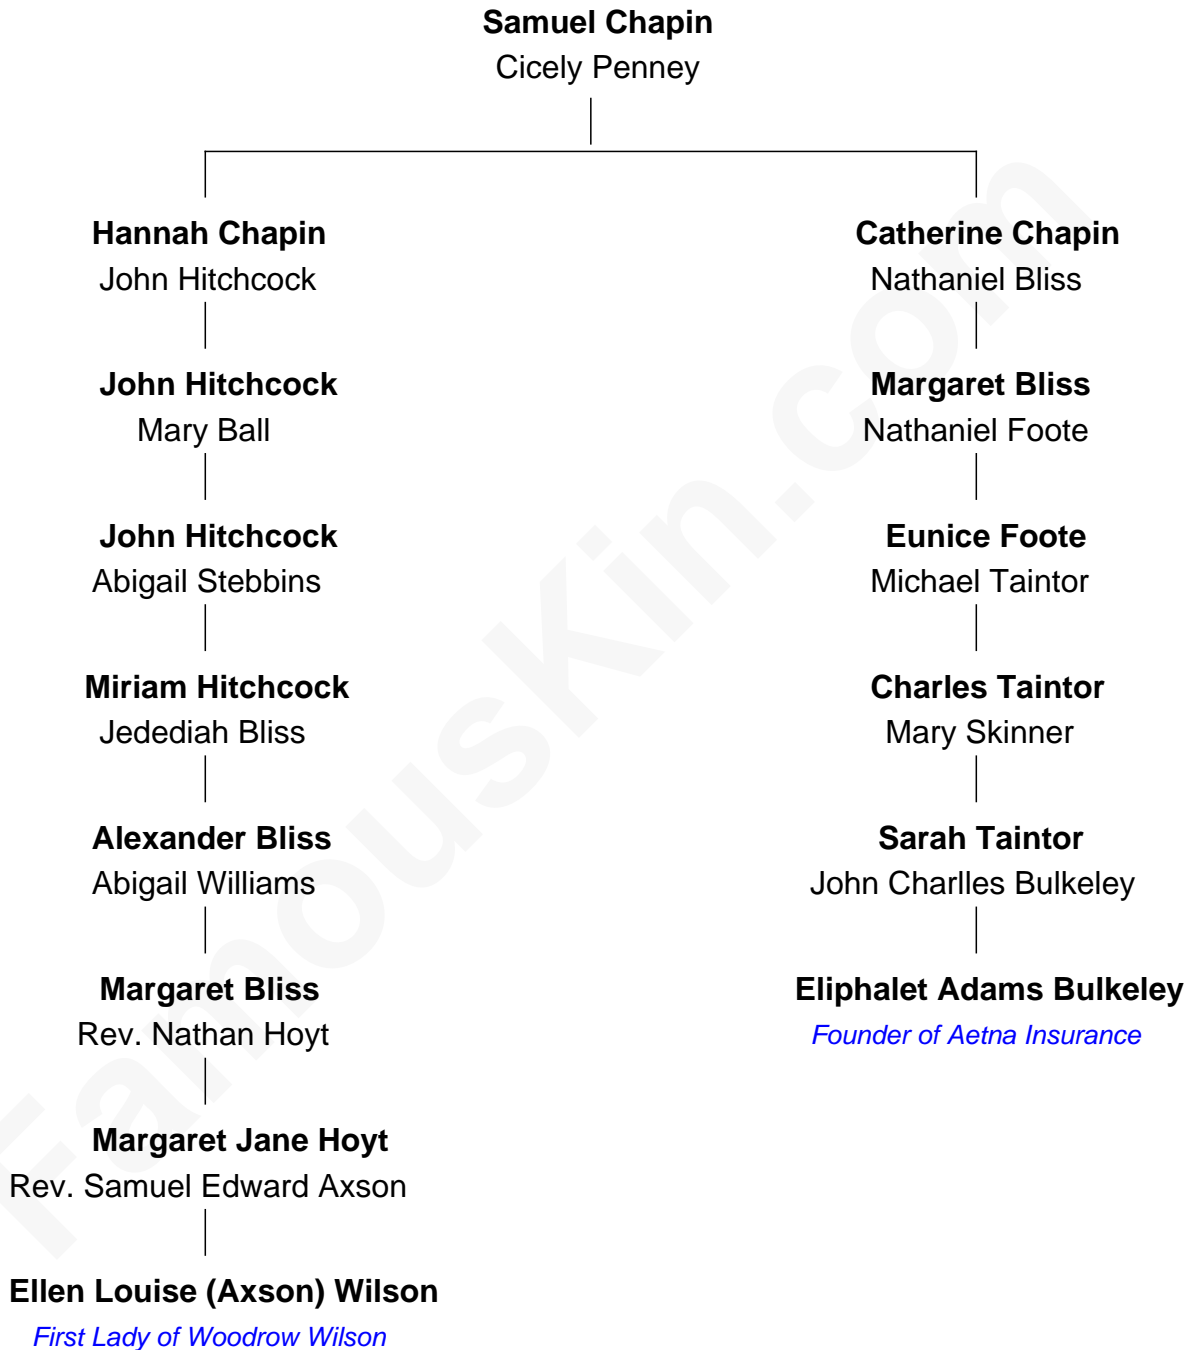 Samuel Chapin
Cicely Penney
Hannah Chapin
John Hitchcock
Catherine Chapin
Nathaniel Bliss
John Hitchcock
Mary Ball
Margaret Bliss
Nathaniel Foote
John Hitchcock
Abigail Stebbins
Eunice Foote
Michael Taintor
Miriam Hitchcock
Jedediah Bliss
Charles Taintor
Mary Skinner
Alexander Bliss
Abigail Williams
Sarah Taintor
John Charlles Bulkeley
Margaret Bliss
Rev. Nathan Hoyt
Eliphalet Adams Bulkeley
Founder of Aetna Insurance
Margaret Jane Hoyt
Rev. Samuel Edward Axson
Ellen Louise (Axson) Wilson
First Lady of Woodrow Wilson
FamousKin.com